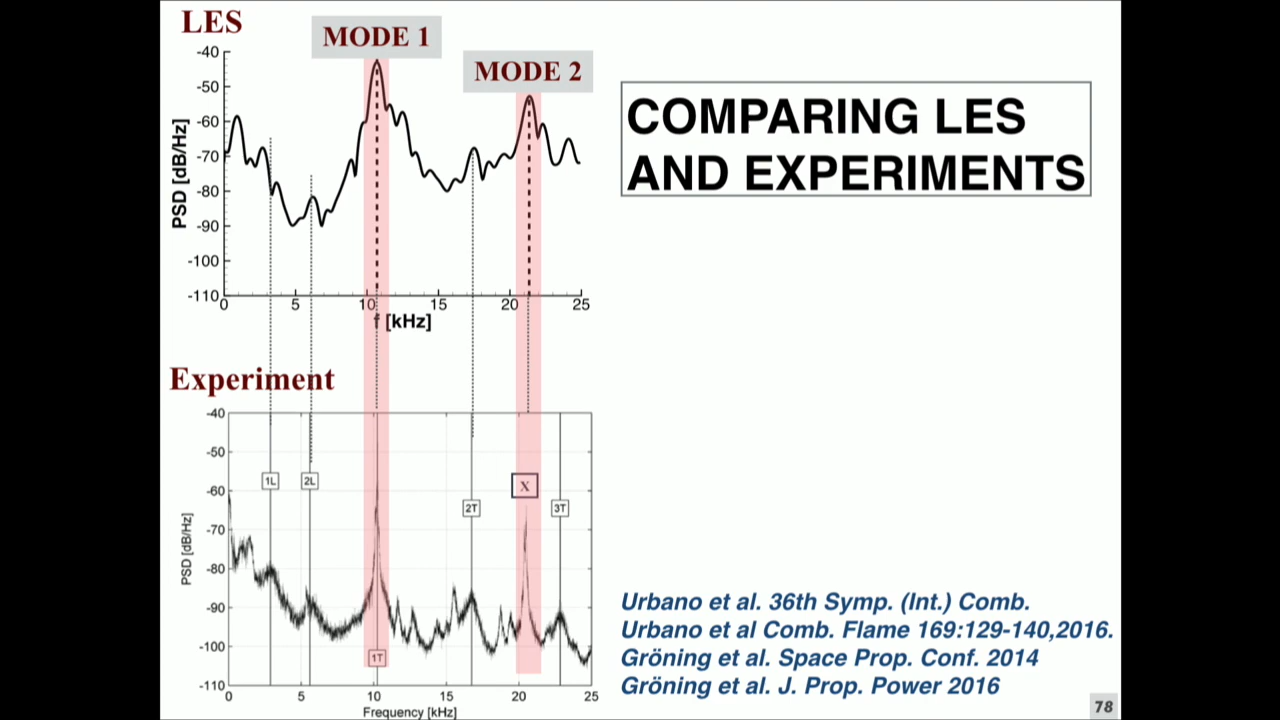 LES
MODE 1
MODE 2
COMPARING LES
AND EXPERIMENTS
PSD [dB/Hz]
-40
-50
-60
-70
-80
-90
-100
-110
0 5 10 15 20 25
f [kHz]
Experiment
PSD [dB/Hz]
-40
-50
-60
-70
-80
-90
-100
-110
1L 2L X
2T 3T
1T
0 5 10 15 20 25
Frequency [kHz]
Urbano et al. 36th Symp. (Int.) Comb.
Urbano et al Comb. Flame 169:129-140,2016.
Gröning et al. Space Prop. Conf. 2014
Gröning et al. J. Prop. Power 2016
78